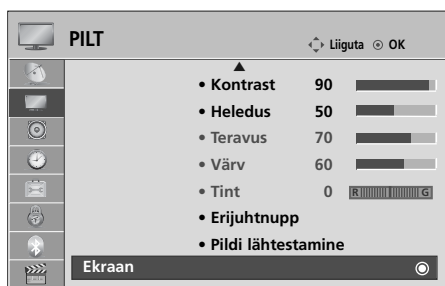 PILT Liiguta OK
• Kontrast 90
• Heledus 50
• Teravus 70
• Värv 60
• Tint 0 R G
• Erijuhtnupp
• Pildi lähtestamine
Ekraan